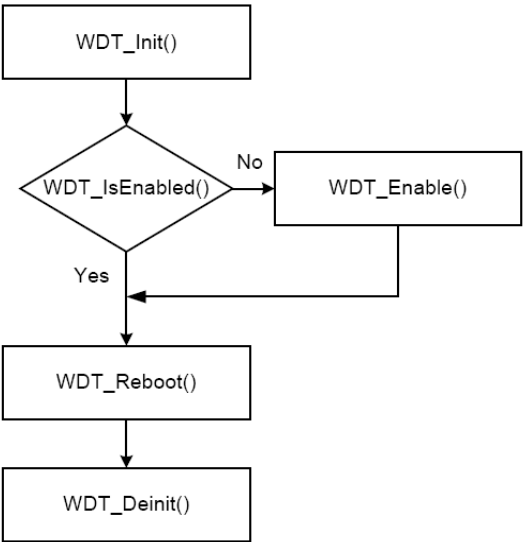 WDT_Init()
No
WDT_IsEnabled()
WDT_Enable()
Yes
WDT_Reboot()
WDT_Deinit()